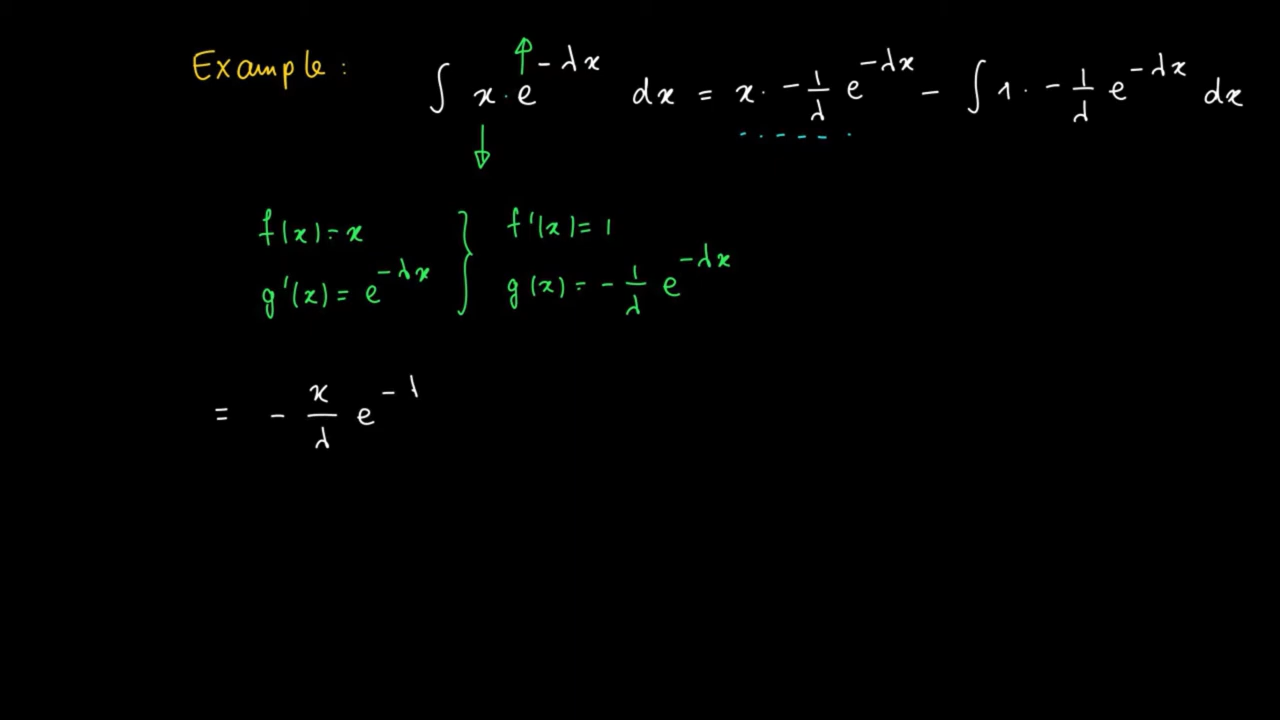 Example: ∫ x · e^{-λx} dx = x · -1/λ e^{-λx} - ∫ 1 · -1/λ e^{-λx} dx
f(x) = x } f'(x) = 1
g'(x) = e^{-λx} } g(x) = -1/λ e^{-λx}
= - x/λ e^{-λ